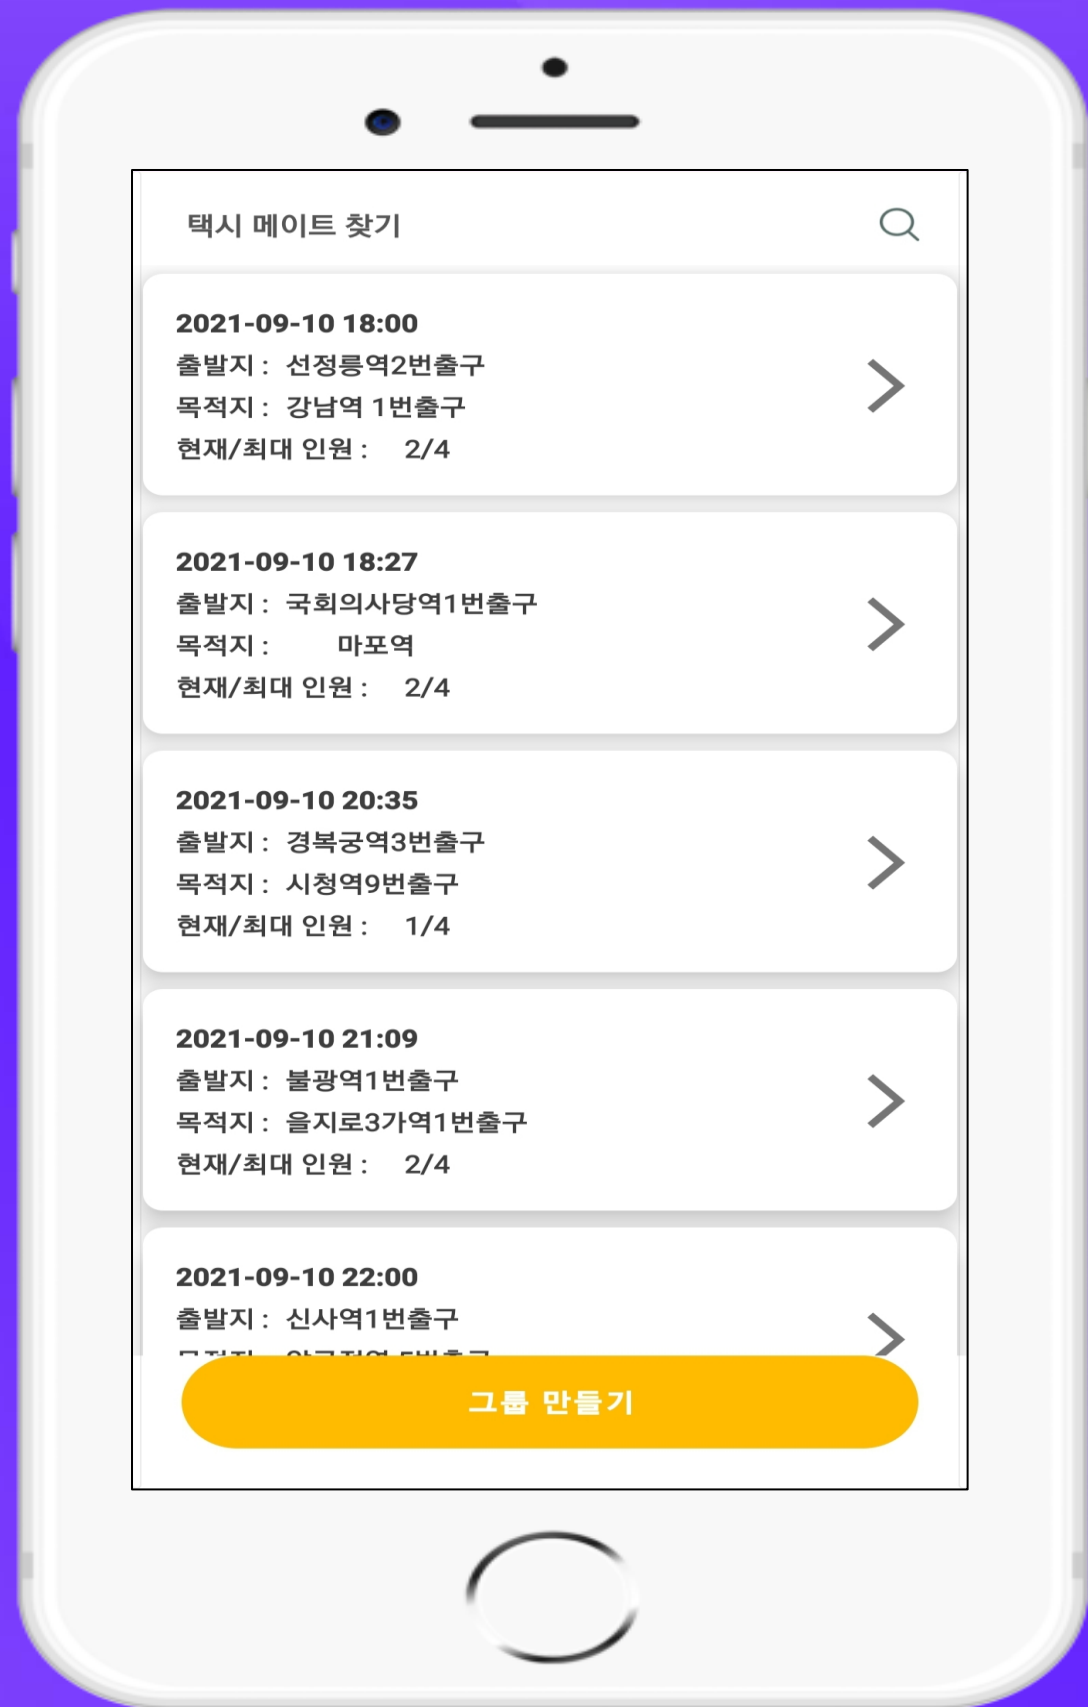 택시 메이트 찾기
2021-09-10 18:00
출발지 : 선정릉역2번출구
목적지 : 강남역 1번출구
현재/최대 인원 : 2/4
2021-09-10 18:27
출발지 : 국회의사당역1번출구
목적지 : 마포역
현재/최대 인원 : 2/4
2021-09-10 20:35
출발지 : 경복궁역3번출구
목적지 : 시청역9번출구
현재/최대 인원 : 1/4
2021-09-10 21:09
출발지 : 불광역1번출구
목적지 : 을지로3가역1번출구
현재/최대 인원 : 2/4
2021-09-10 22:00
출발지 : 신사역1번출구
그룹 만들기